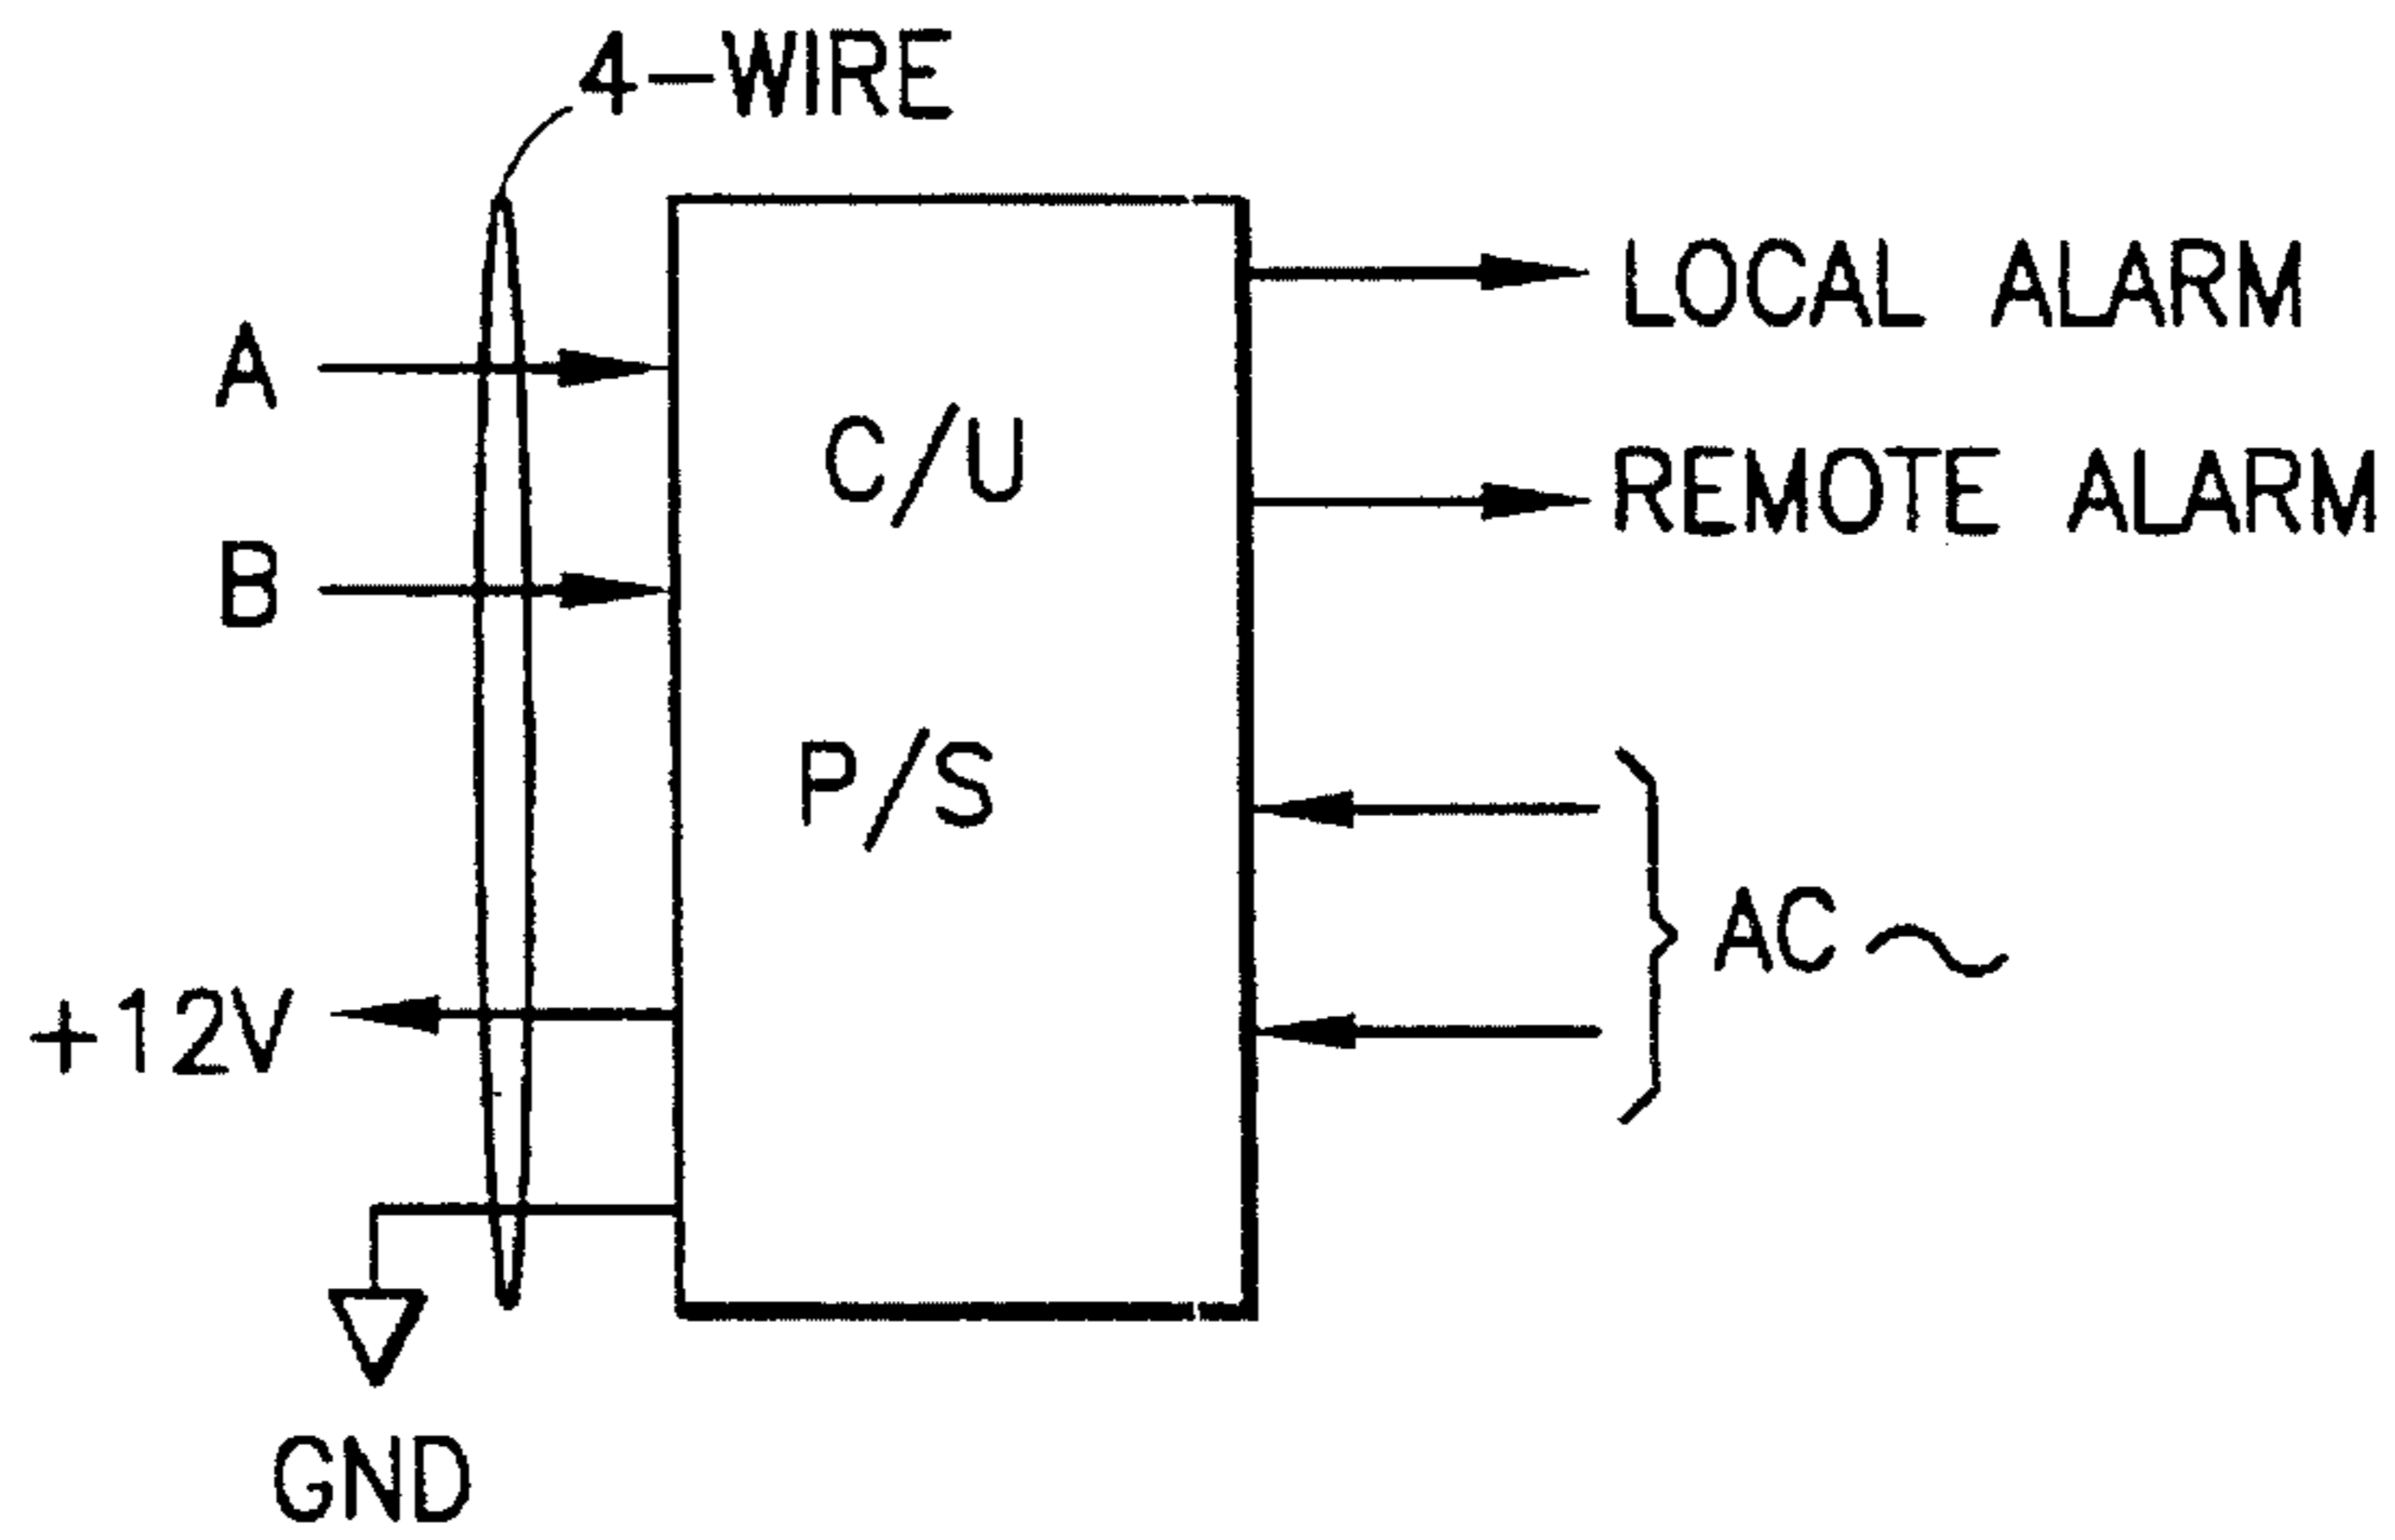 4-WIRE
LOCAL ALARM
A
C/U
REMOTE ALARM
B
P/S
AC ~
+12V
GND